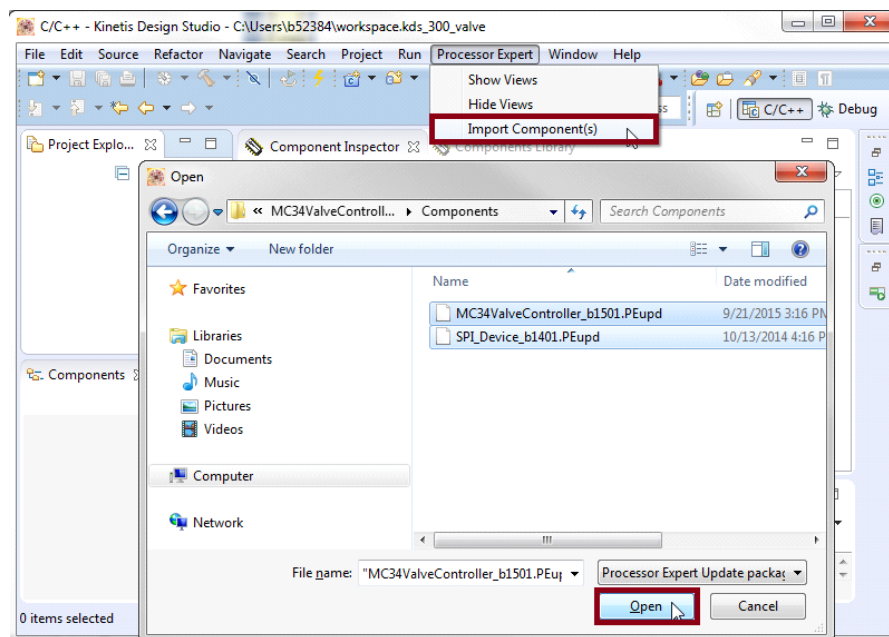 C/C++ - Kinetis Design Studio - C:\Users\b52384\workspace.kds_300_valve
File Edit Source Refactor Navigate Search Project Run Processor Expert Window Help
Show Views
Hide Views
Import Component(s)
C/C++ Debug
Project Explo... Component Inspector Components Library
Open
« MC34ValveControll... Components Search Components
Organize New folder
Name Date modified
Favorites
MC34ValveController_b1501.PEupd 9/21/2015 3:16 PM
SPI_Device_b1401.PEupd 10/13/2014 4:16 P
Libraries
Documents
Components
Music
Pictures
Videos
Computer
Network
File name: "MC34ValveController_b1501.PEup Processor Expert Update packag
Open Cancel
0 items selected